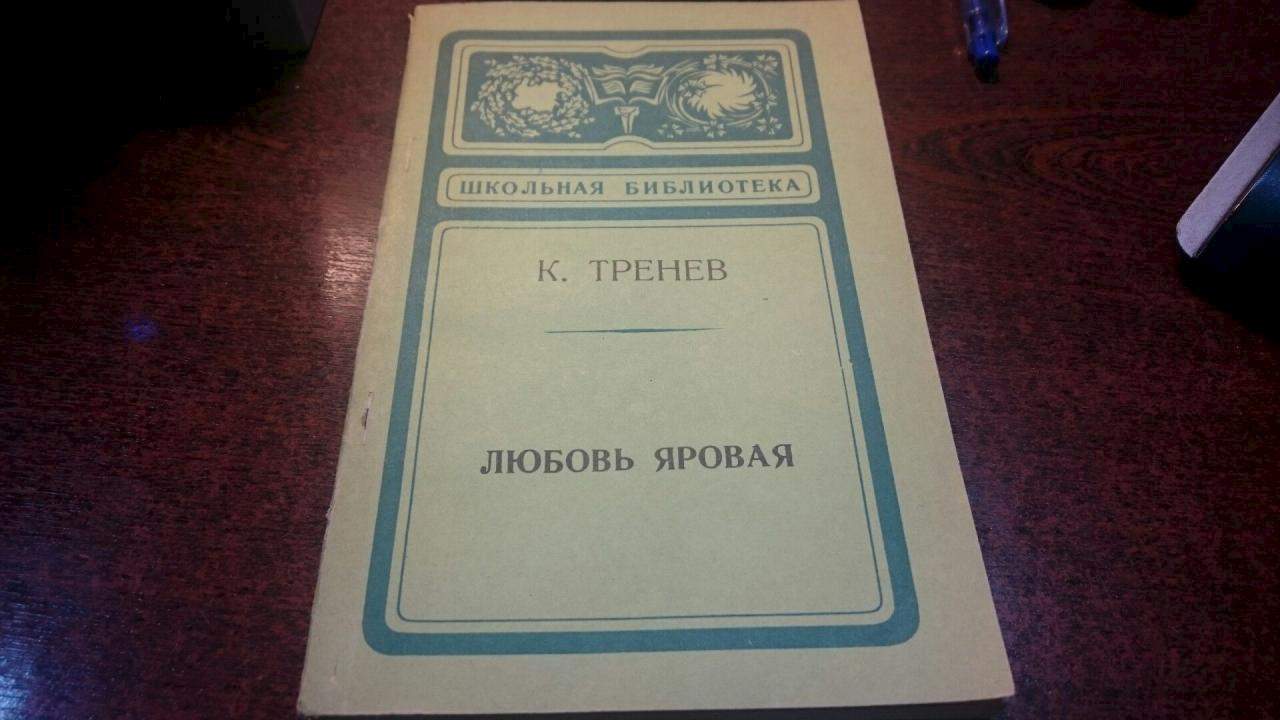 ШКОЛЬНАЯ БИБЛИОТЕКА
К. ТРЕНЕВ
ЛЮБОВЬ ЯРОВАЯ